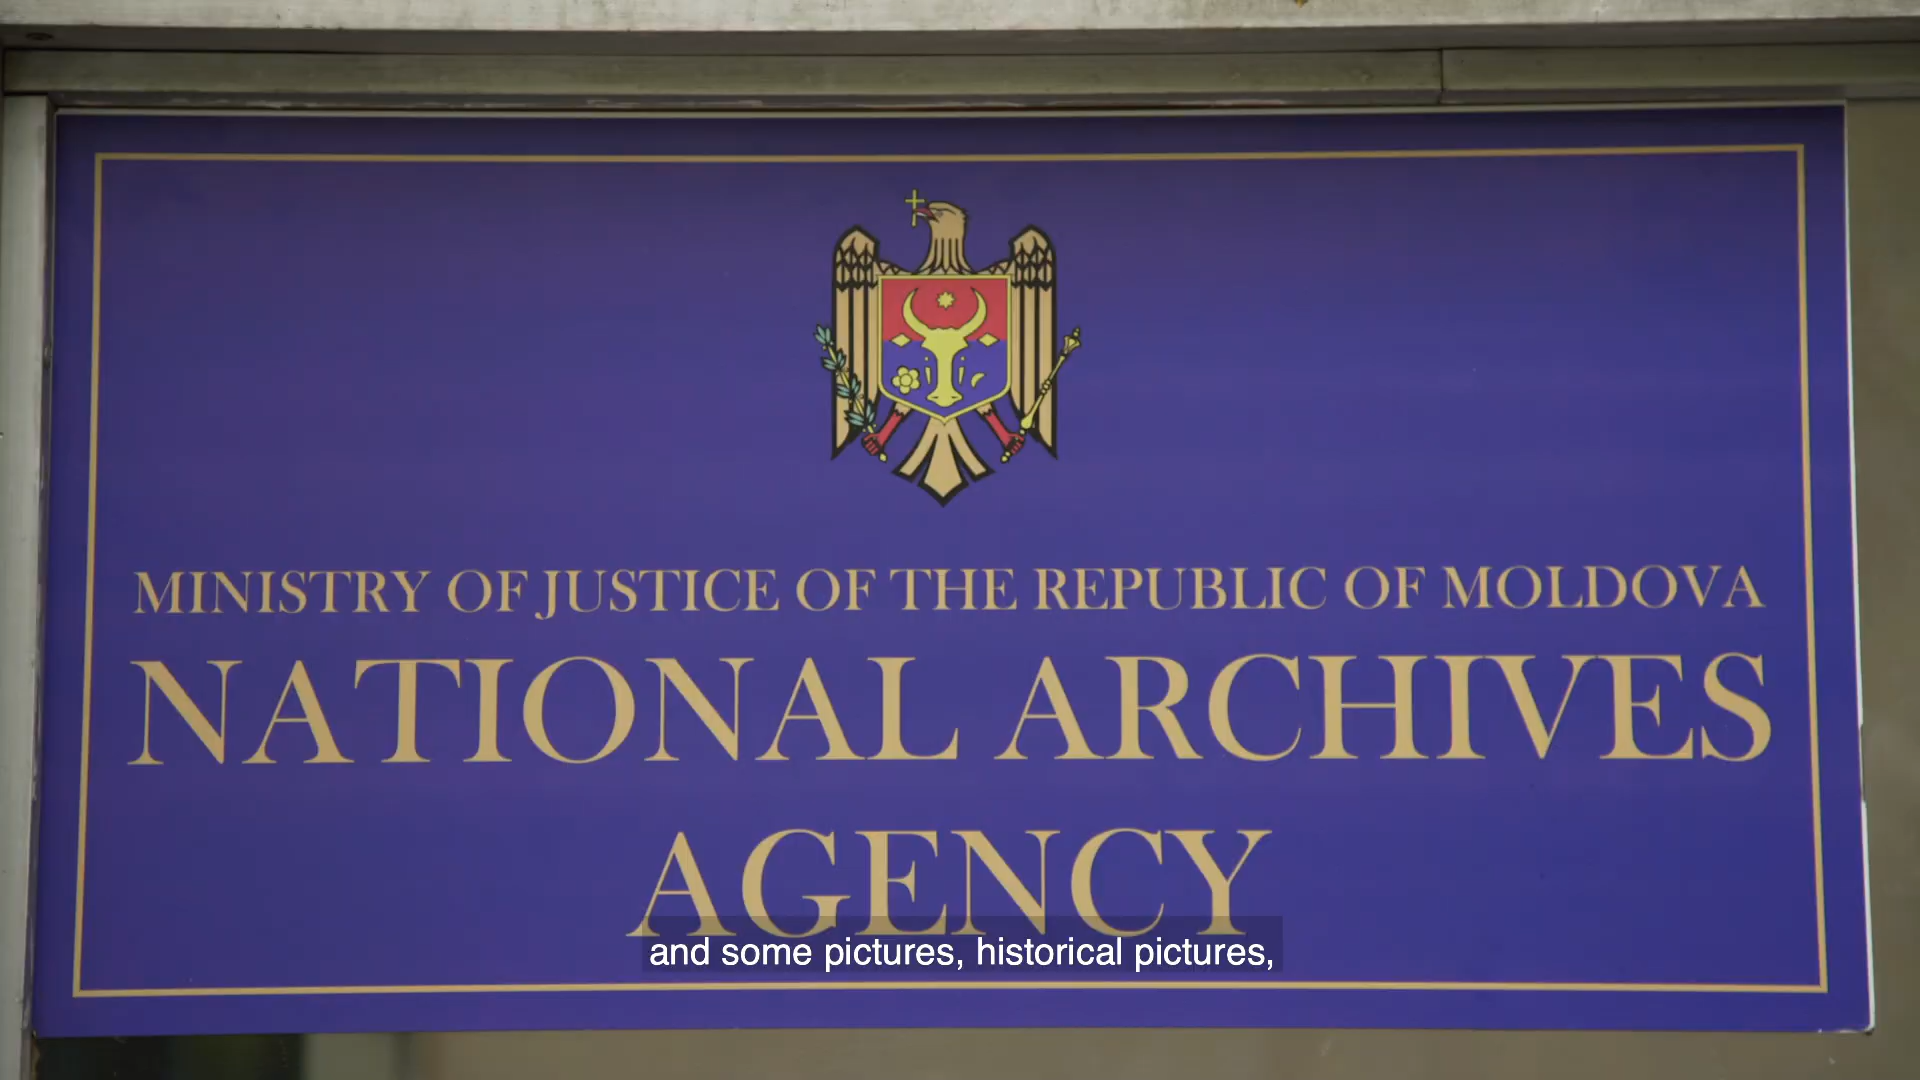 MINISTRY OF JUSTICE OF THE REPUBLIC OF MOLDOVA
NATIONAL ARCHIVES
AGENCY
and some pictures, historical pictures,